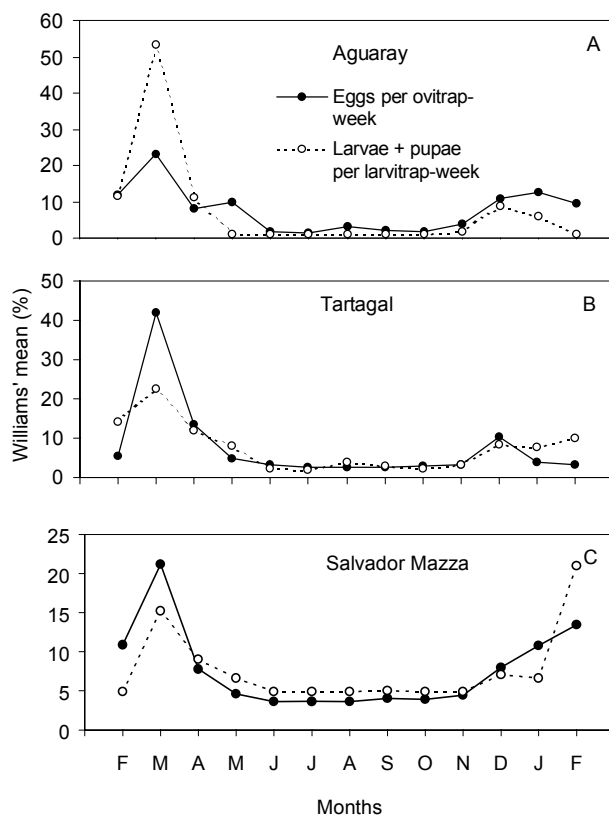 60
50
40
30
20
10
0
Aguaray
A
Eggs per ovitrap-
week
Larvae + pupae
per larvitrap-week
Williams' mean (%)
50
40
30
20
10
0
Tartagal
B
25
20
15
10
5
0
Salvador Mazza
C
F M A M J J A S O N D J F
Months